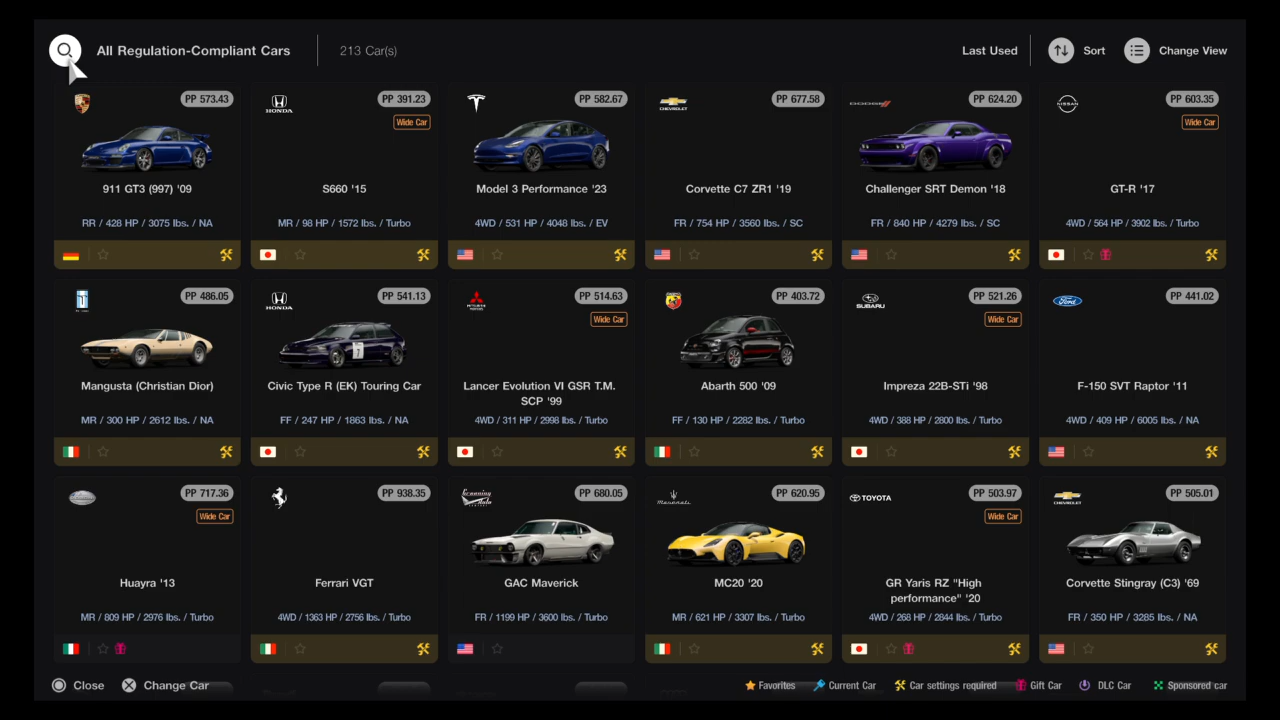 All Regulation-Compliant Cars
213 Car(s)
Last Used
Sort
Change View
PP 573.43
911 GT3 (997) '09
RR / 428 HP / 3075 lbs. / NA
HONDA
PP 391.23
Wide Car
S660 '15
MR / 98 HP / 1572 lbs. / Turbo
PP 582.67
Model 3 Performance '23
4WD / 531 HP / 4048 lbs. / EV
CHEVROLET
PP 677.58
Corvette C7 ZR1 '19
FR / 754 HP / 3560 lbs. / SC
DODGE
PP 624.20
Challenger SRT Demon '18
FR / 840 HP / 4279 lbs. / SC
NISSAN
PP 603.35
Wide Car
GT-R '17
4WD / 564 HP / 3902 lbs. / Turbo
PP 486.05
Mangusta (Christian Dior)
MR / 300 HP / 2612 lbs. / NA
HONDA
PP 541.13
7
Civic Type R (EK) Touring Car
FF / 247 HP / 1863 lbs. / NA
PP 514.63
Wide Car
Lancer Evolution VI GSR T.M.
SCP '99
4WD / 311 HP / 2998 lbs. / Turbo
PP 403.72
Abarth 500 '09
FF / 130 HP / 2282 lbs. / Turbo
SUBARU
PP 521.26
Wide Car
Impreza 22B-STi '98
4WD / 388 HP / 2800 lbs. / Turbo
Ford
PP 441.02
F-150 SVT Raptor '11
4WD / 409 HP / 6005 lbs. / NA
PP 717.36
Wide Car
Huayra '13
MR / 809 HP / 2976 lbs. / Turbo
PP 938.35
Ferrari VGT
4WD / 1363 HP / 2756 lbs. / Turbo
PP 680.05
GAC Maverick
FR / 1199 HP / 3600 lbs. / Turbo
Maserati
PP 620.95
MC20 '20
MR / 621 HP / 3307 lbs. / Turbo
TOYOTA
PP 503.97
Wide Car
GR Yaris RZ "High
performance" '20
4WD / 268 HP / 2844 lbs. / Turbo
CHEVROLET
PP 505.01
Corvette Stingray (C3) '69
FR / 350 HP / 3285 lbs. / NA
Close
Change Car
Favorites
Current Car
Car settings required
Gift Car
DLC Car
Sponsored car